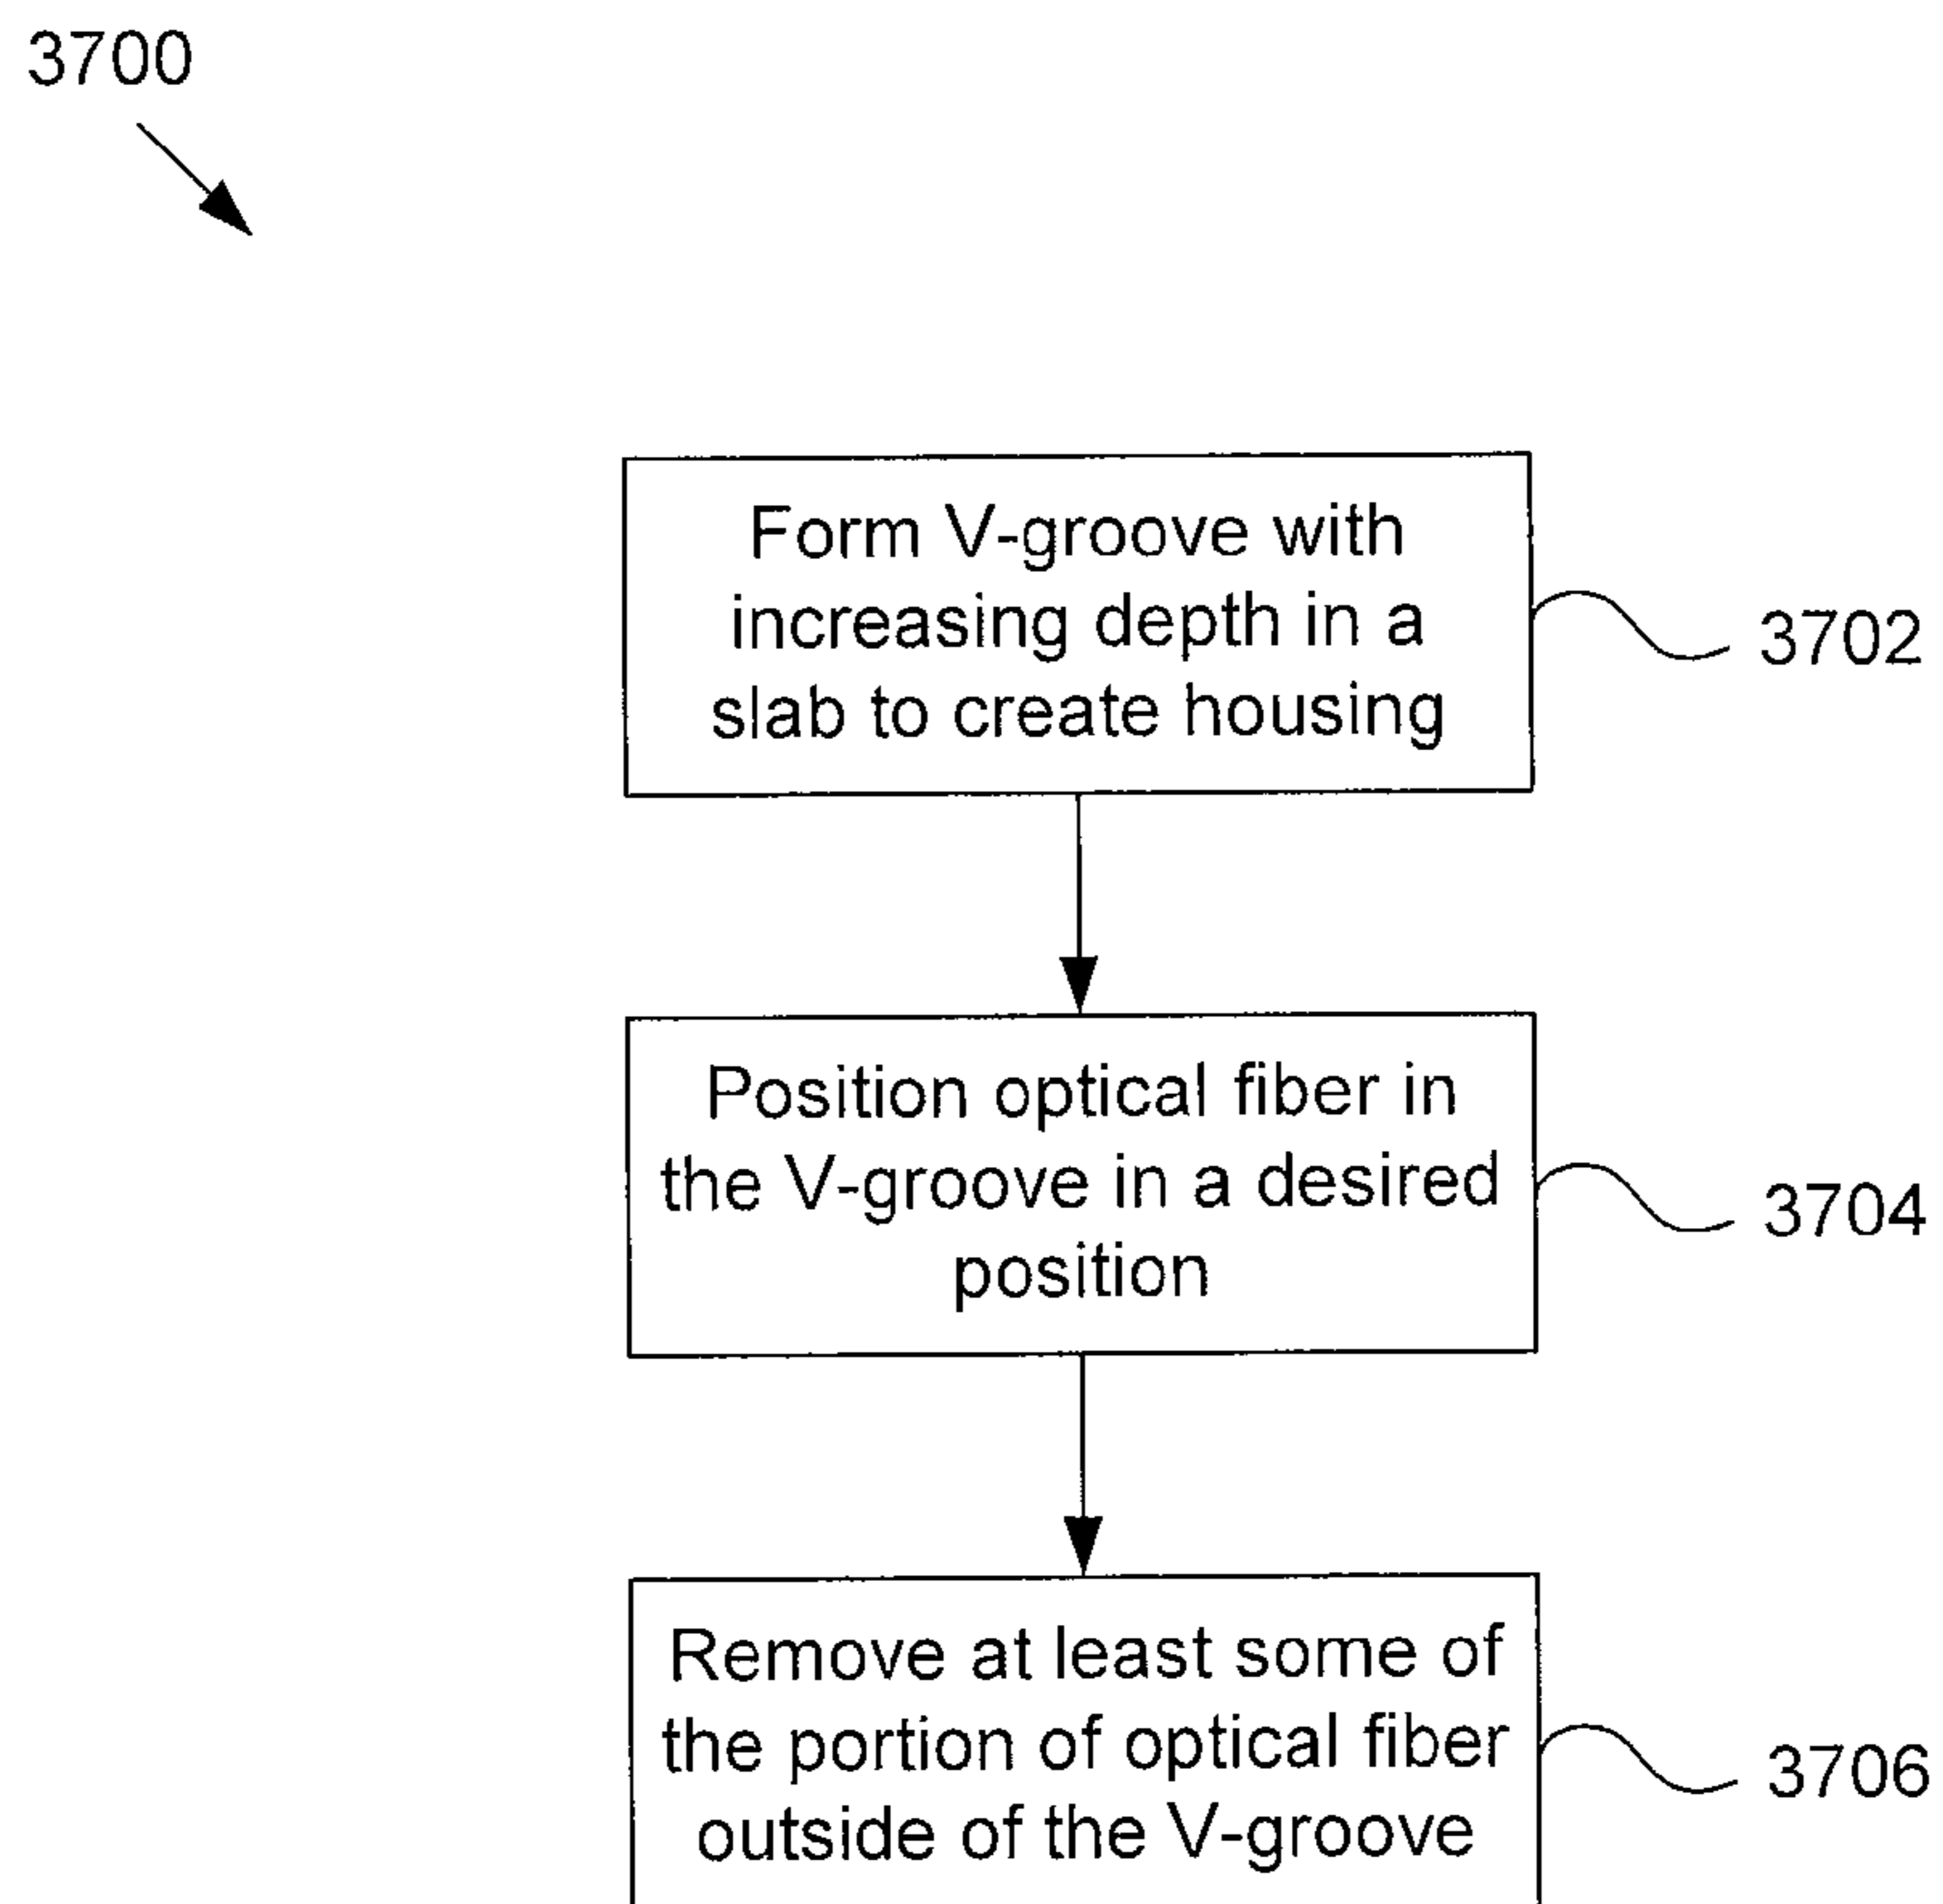 3700
Form V-groove with
increasing depth in a
slab to create housing
3702
Position optical fiber in
the V-groove in a desired
position
3704
Remove at least some of
the portion of optical fiber
outside of the V-groove
3706